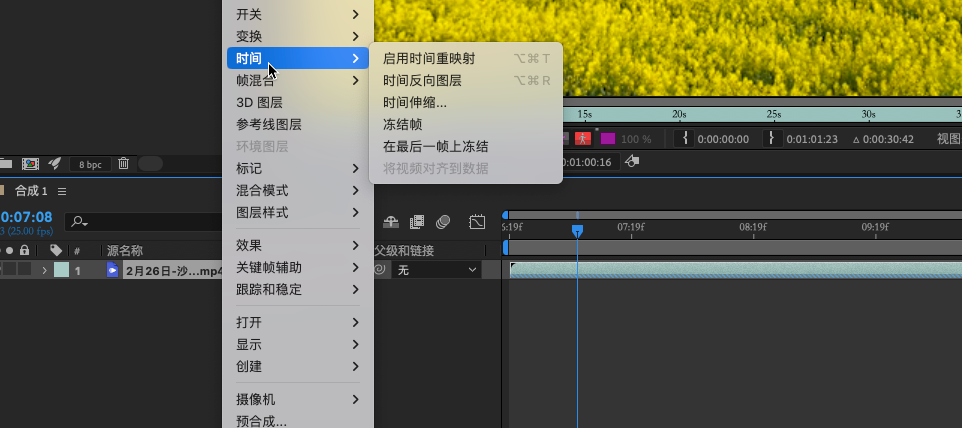 开关
变换
时间
帧混合
3D 图层
参考线图层
环境图层
标记
混合模式
图层样式
效果
关键帧辅助
跟踪和稳定
打开
显示
创建
摄像机
预合成...
启用时间重映射 ⌥⌘T
时间反向图层 ⌥⌘R
时间伸缩...
冻结帧
在最后一帧上冻结
将视频对齐到数据
15s 20s 25s 30s
100 % 0:00:00:00 0:01:01:23 △ 0:00:30:42 视图
0:01:00:16
8 bpc
合成 1
0:07:08
(25.00 fps)
# 源名称
父级和链接
1 2月26日-沙...mp4
无
5:19f 07:19f 08:19f 09:19f